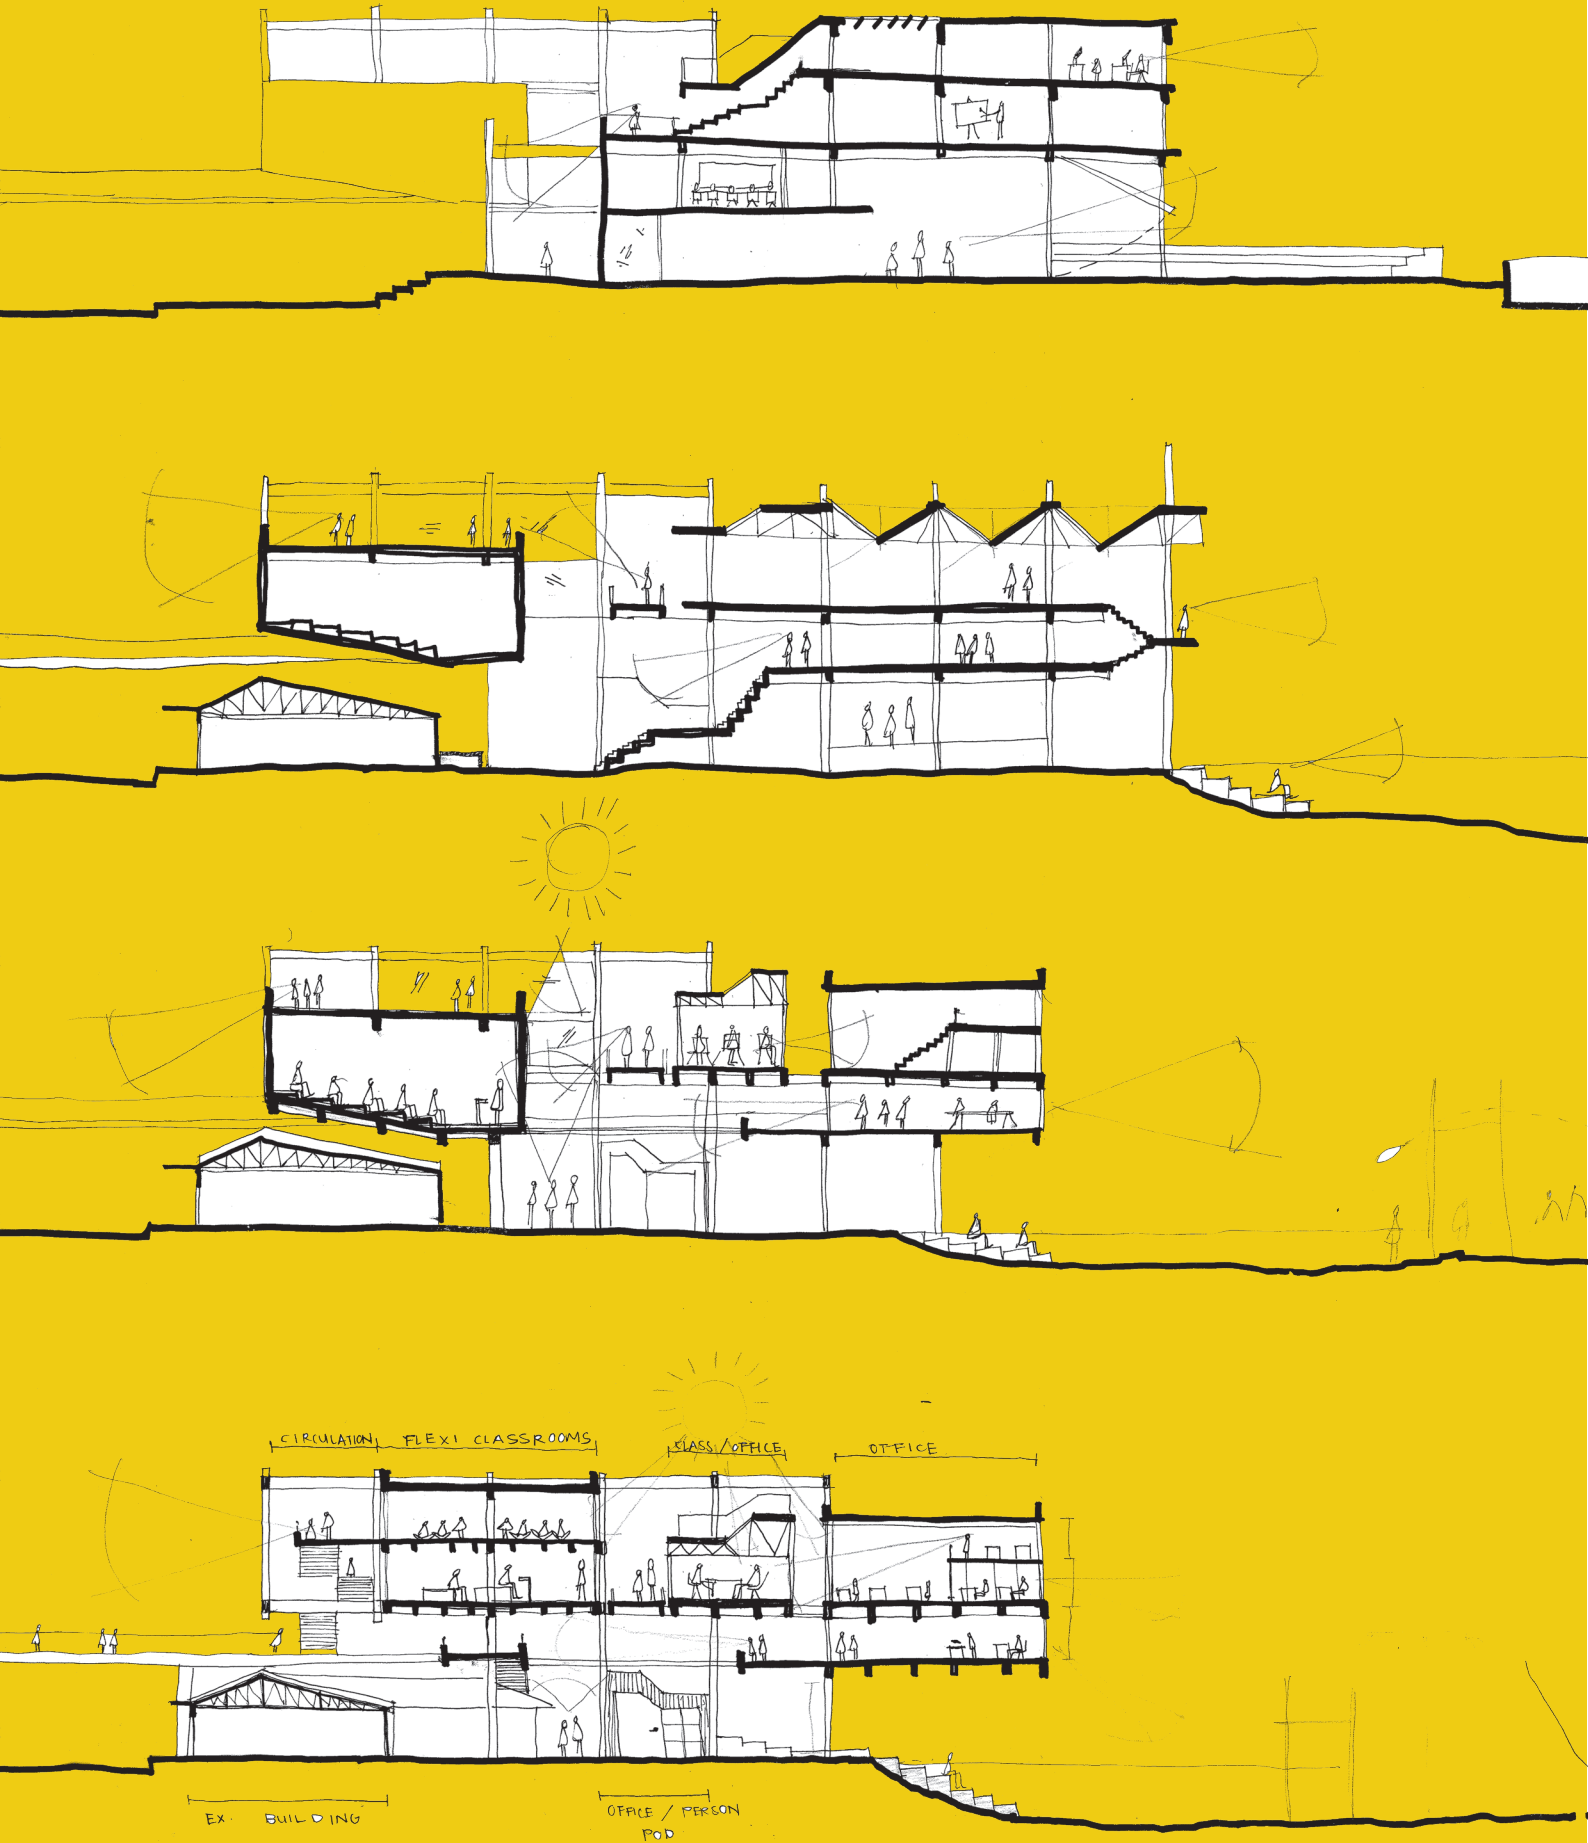 CIRCULATION FLEXI CLASSROOMS CLASS/OFFICE OFFICE
EX. BUILDING
OFFICE / PERSON
POD